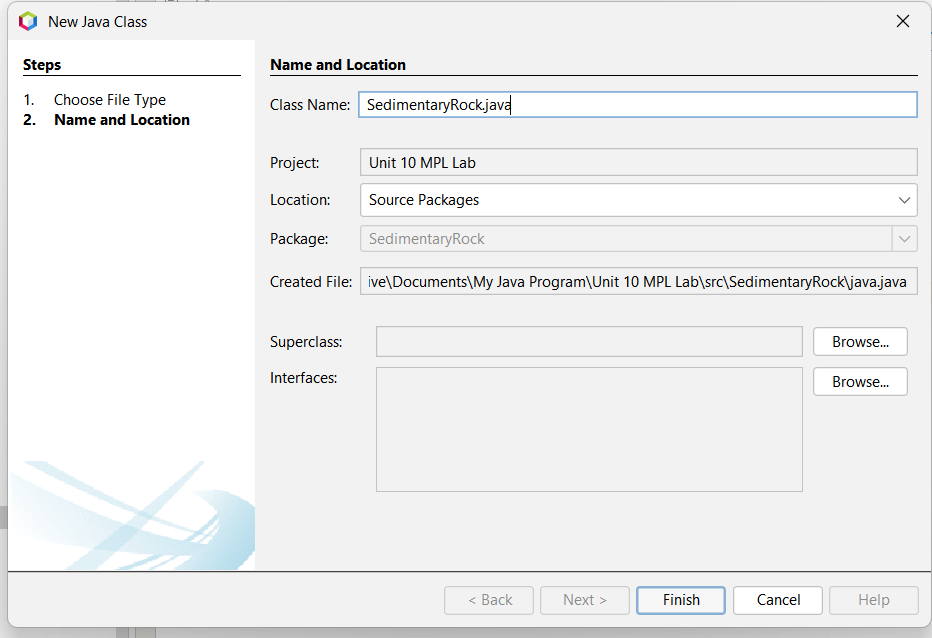 New Java Class
Steps
1. Choose File Type
2. Name and Location
Name and Location
Class Name: SedimentaryRock.java
Project: Unit 10 MPL Lab
Location: Source Packages
Package: SedimentaryRock
Created File: ive\Documents\My Java Program\Unit 10 MPL Lab\src\SedimentaryRock\java.java
Superclass: Browse...
Interfaces: Browse...
< Back Next > Finish Cancel Help